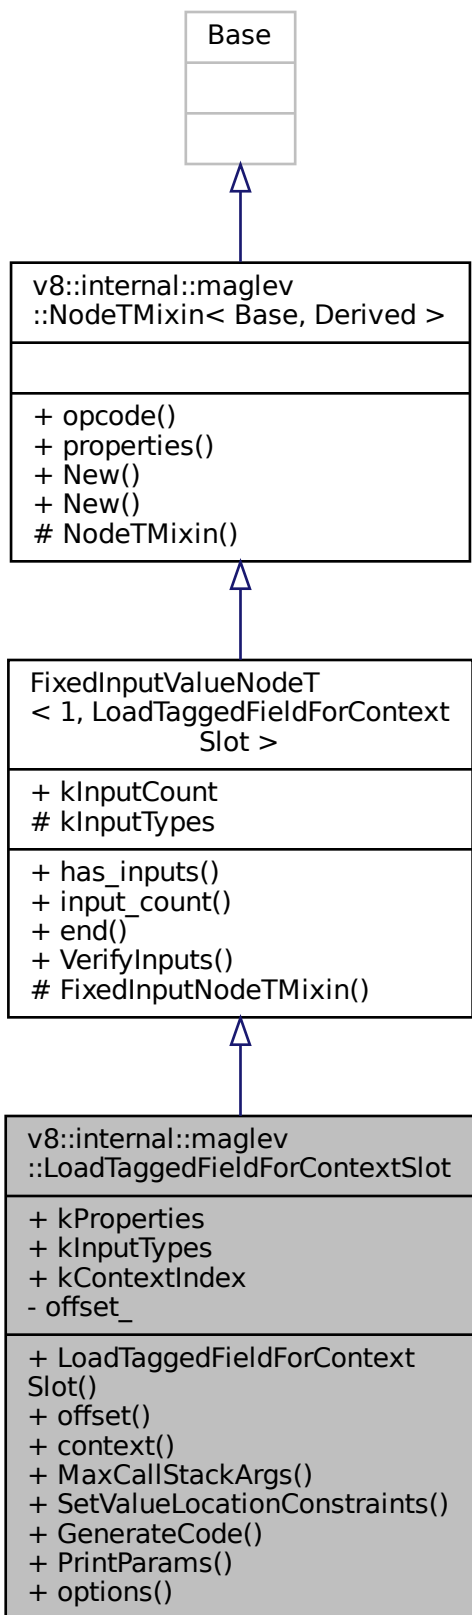 Base
v8::internal::maglev
::NodeTMixin< Base, Derived >
+ opcode()
+ properties()
+ New()
+ New()
# NodeTMixin()
FixedInputValueNodeT
< 1, LoadTaggedFieldForContext
Slot >
+ kInputCount
# kInputTypes
+ has_inputs()
+ input_count()
+ end()
+ VerifyInputs()
# FixedInputNodeTMixin()
v8::internal::maglev
::LoadTaggedFieldForContextSlot
+ kProperties
+ kInputTypes
+ kContextIndex
- offset_
+ LoadTaggedFieldForContext
Slot()
+ offset()
+ context()
+ MaxCallStackArgs()
+ SetValueLocationConstraints()
+ GenerateCode()
+ PrintParams()
+ options()